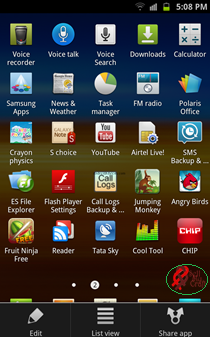 5:08 PM
Voice recorder
Voice talk
Voice Search
Downloads
Calculator
Samsung Apps
News & Weather
Task manager
FM radio
Polaris Office
Crayon physics
S choice
YouTube
Airtel Live!
SMS Backup & ..
ES File Explorer
Flash Player Settings
Call Logs
Call Logs Backup & ...
Jumping Monkey
Angry Birds
Fruit Ninja Free
Reader
Tata Sky
Cool Tool
CHIP
CHIP
2
Edit
List view
Share app